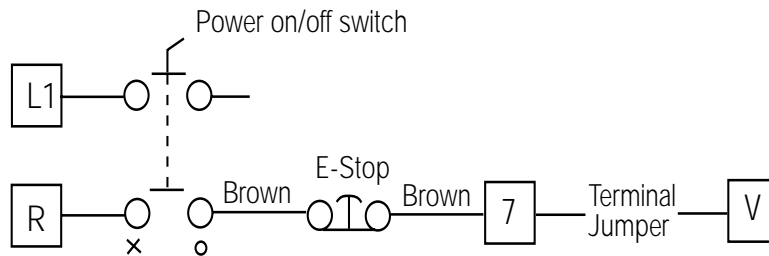 Power on/off switch
L1
E-Stop
R
Brown
Brown
7
Terminal
Jumper
V
x
o